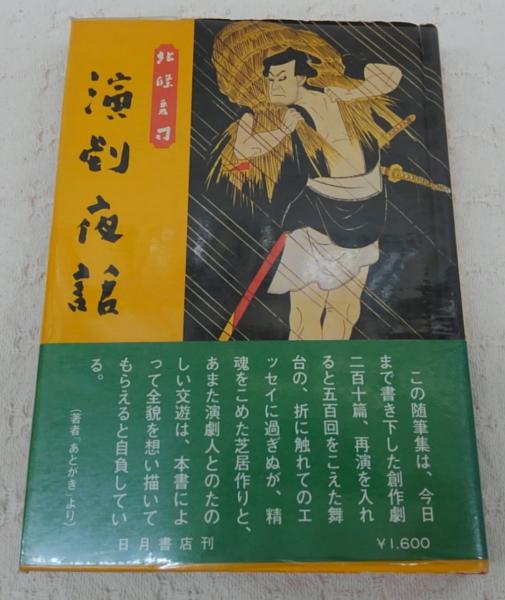 北條秀司
演劇夜話
この随筆集は、今日
まで書き下した創作劇
二百十篇、再演を入れ
ると五百回をこえた舞
台の、折に触れてのエ
ッセイに過ぎぬが、精
魂をこめた芝居作りと、
あまた演劇人とのたの
しい交遊は、本書によ
って全貌を想い描いて
もらえると自負してい
る。
(著者「あとがき」より)
日月書店刊
¥1,600